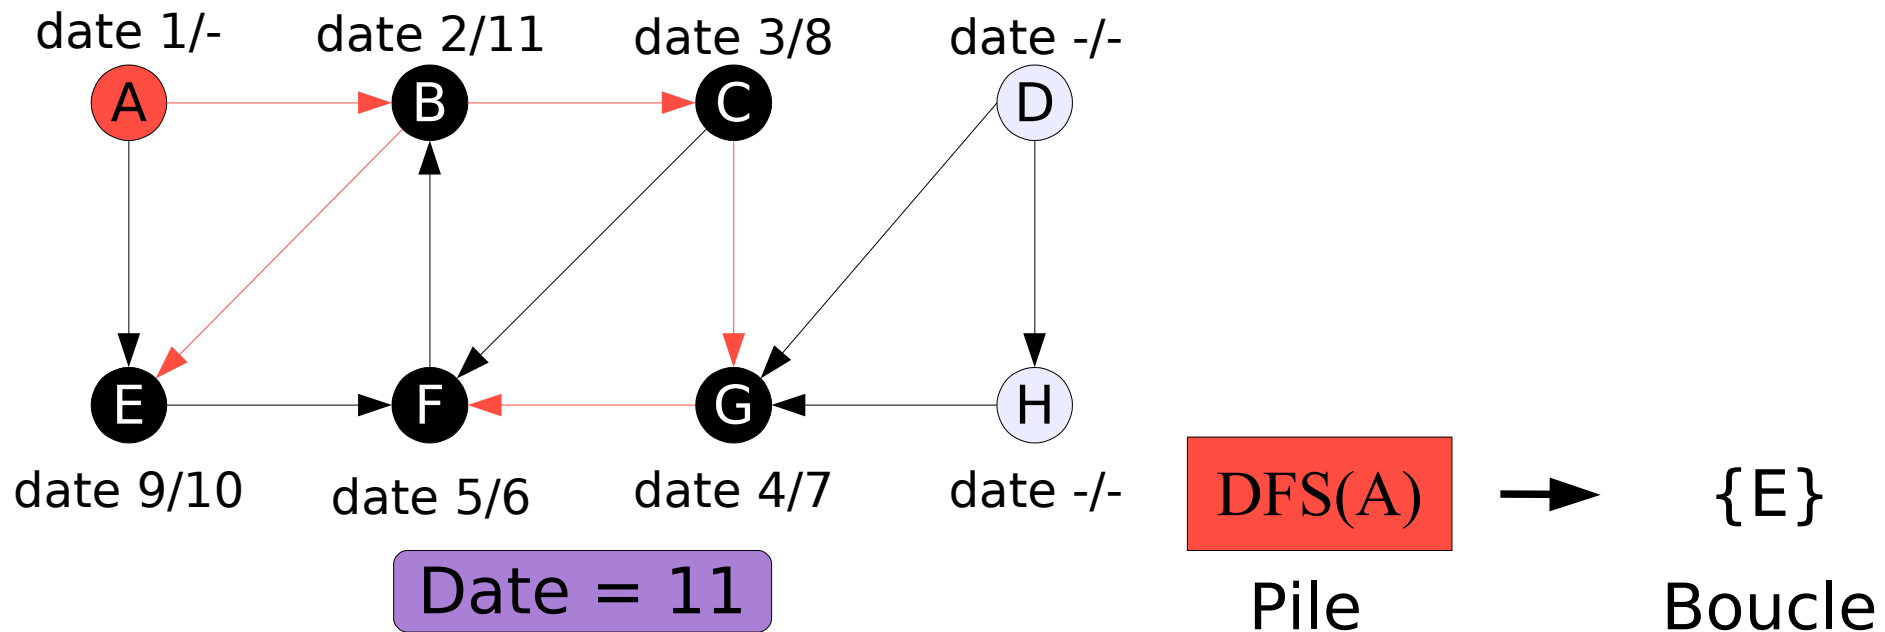 date 1/-
date 2/11
date 3/8
date -/-
A
B
C
D
E
F
G
H
date 9/10
date 5/6
date 4/7
date -/-
DFS(A)
{E}
Date = 11
Pile
Boucle